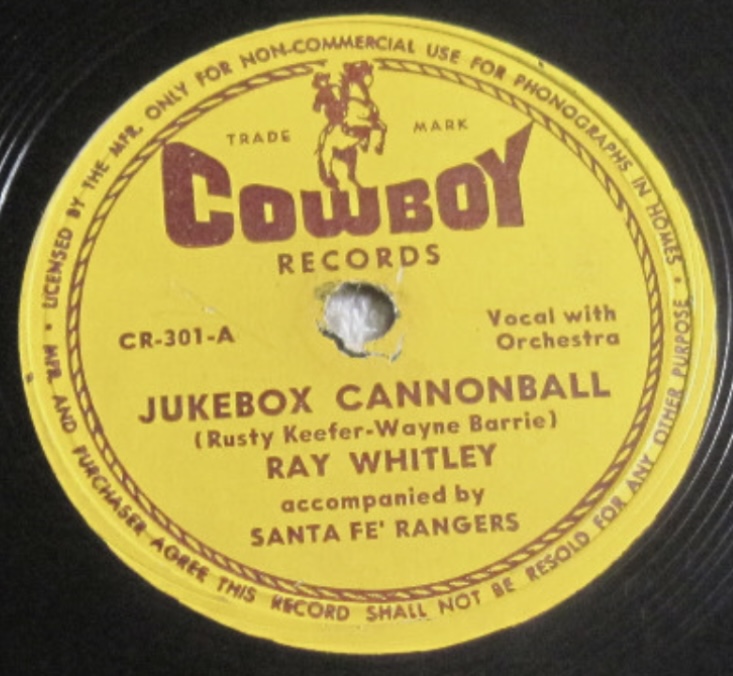 LICENSED BY THE MFR. ONLY FOR NON-COMMERCIAL USE FOR PHONOGRAPHS IN HOMES • MFR. AND PURCHASER AGREE THIS RECORD SHALL NOT BE RESOLD FOR ANY OTHER PURPOSE •
TRADE MARK
COWBOY
RECORDS
CR-301-A
Vocal with
Orchestra
JUKEBOX CANNONBALL
(Rusty Keefer-Wayne Barrie)
RAY WHITLEY
accompanied by
SANTA FE' RANGERS